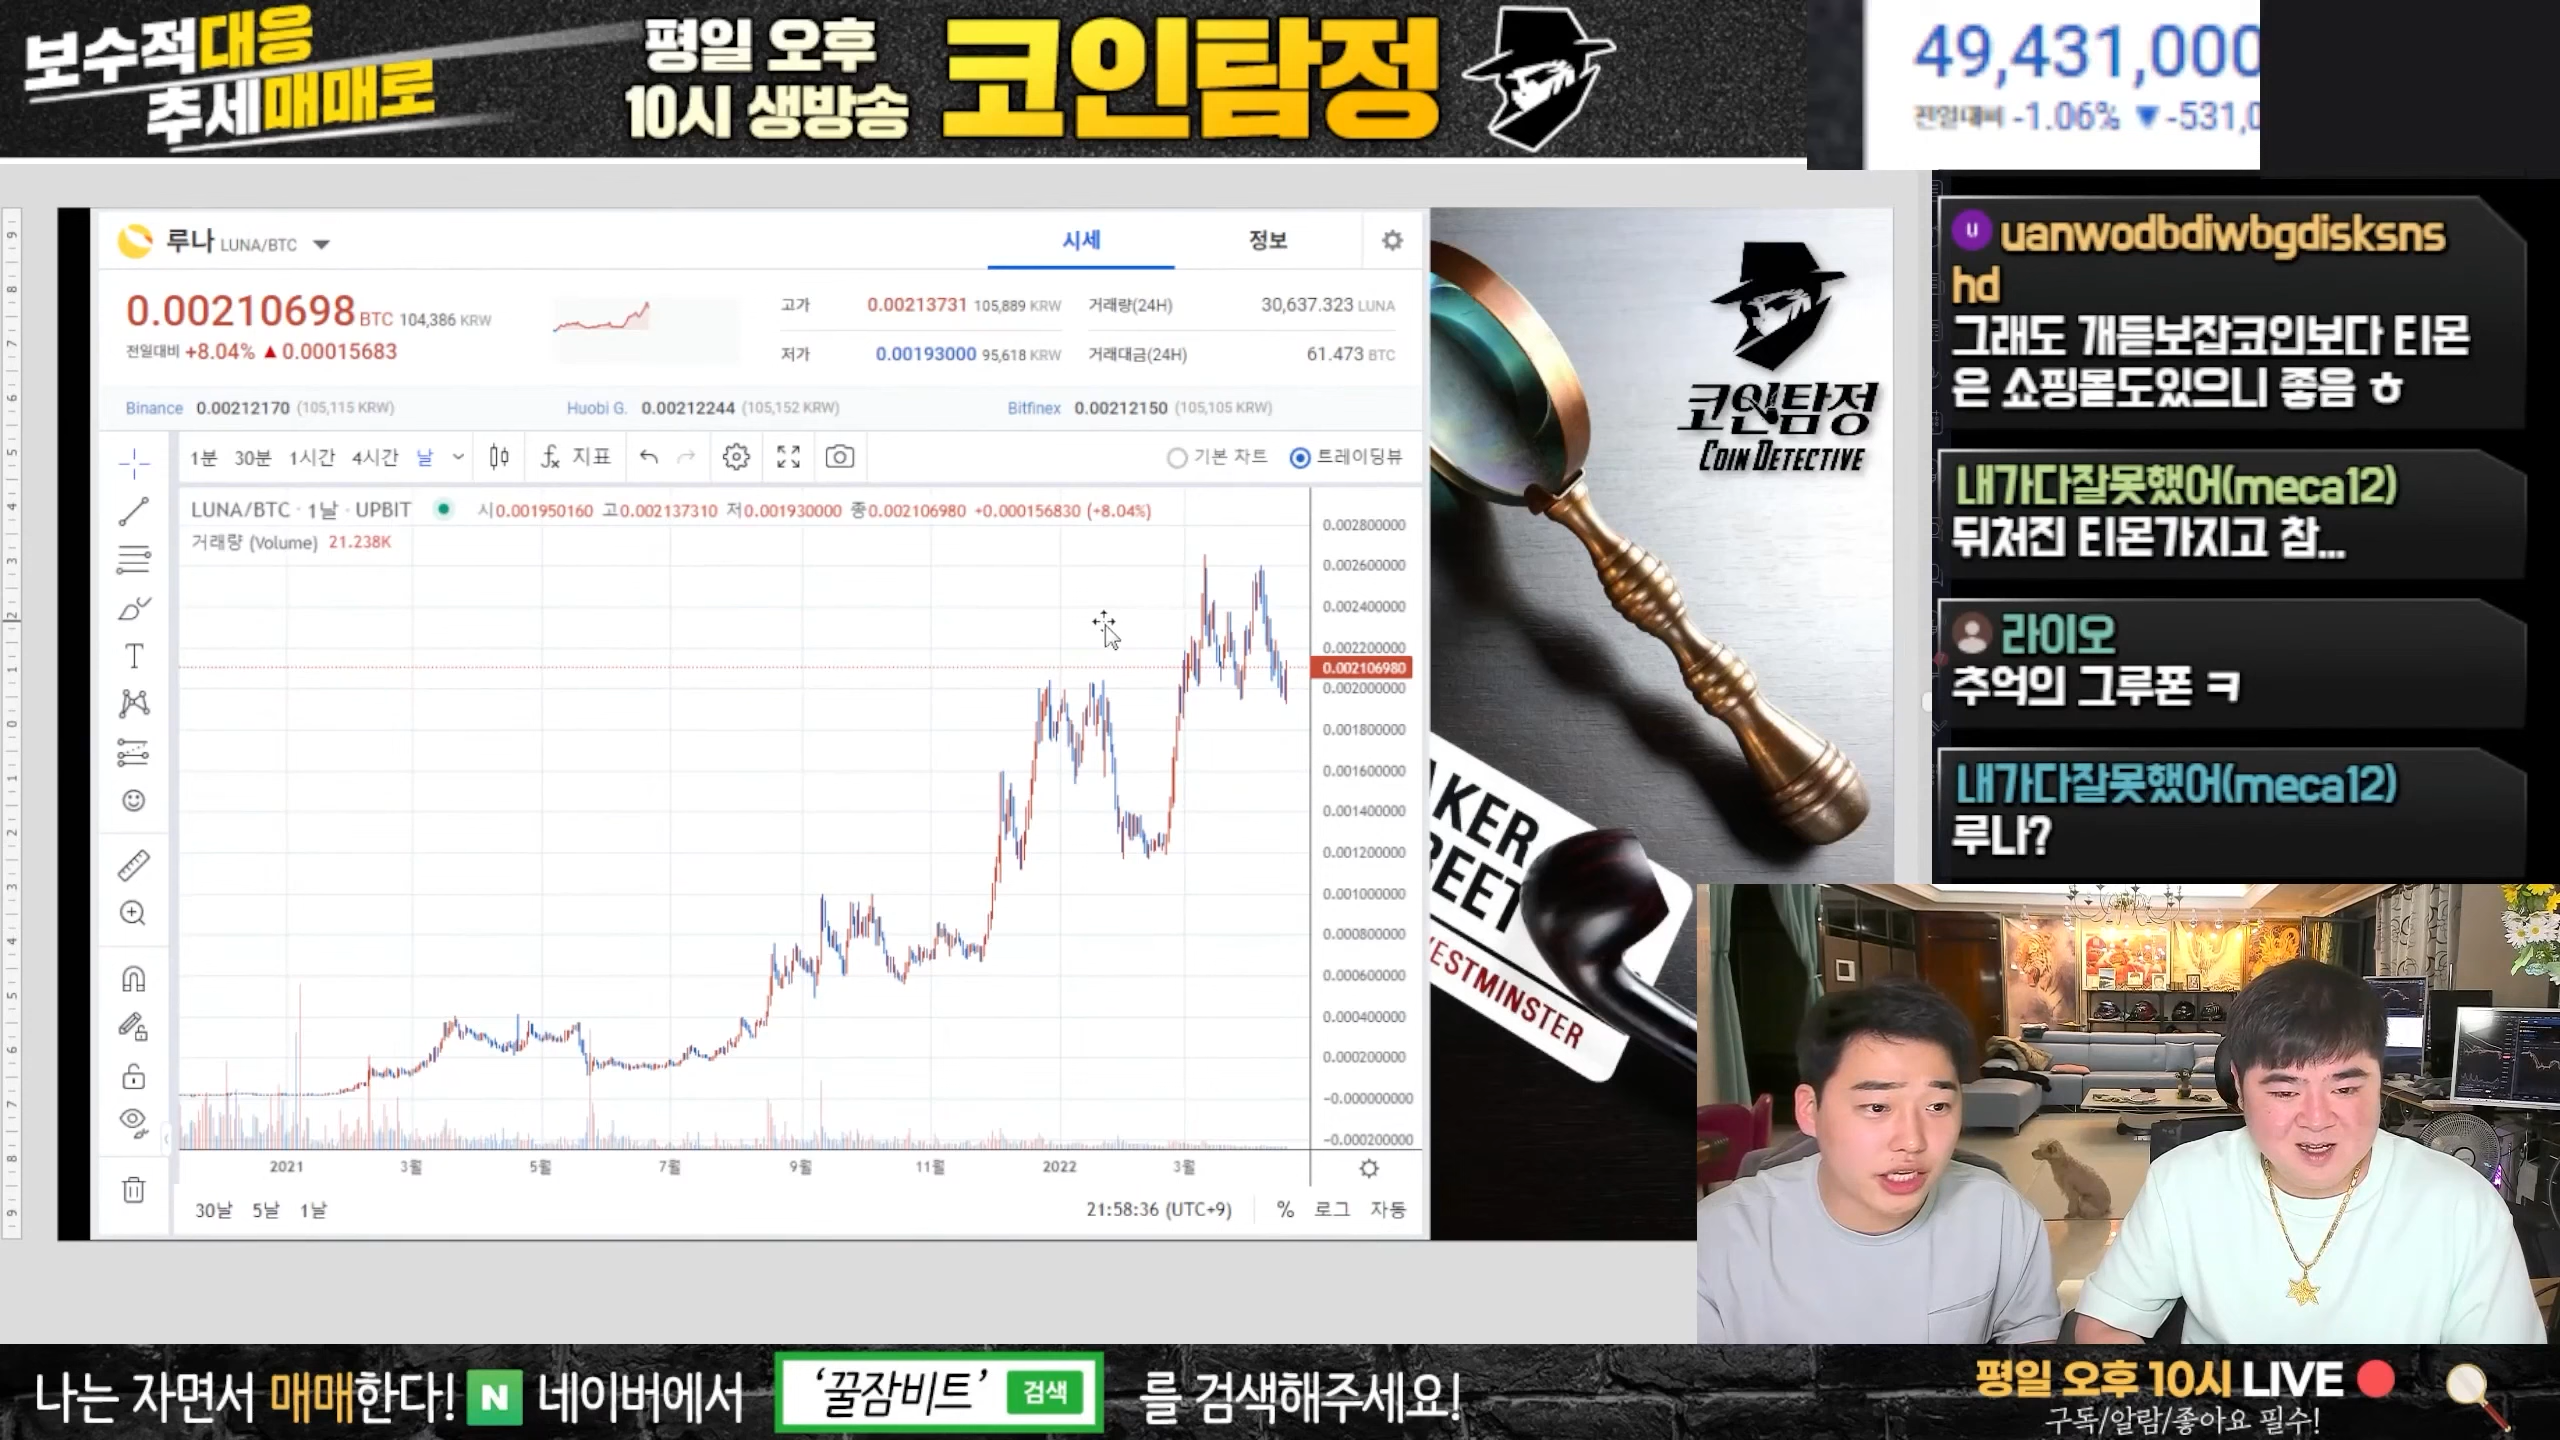 보수적대응
추세매매로
평일 오후
10시 생방송
코인탐정
49,431,000
전일대비 -1.06% ▼-531,0
루나 LUNA/BTC
시세
정보
0.00210698 BTC 104,386 KRW
전일대비 +8.04% ▲0.00015683
고가 0.00213731 105,889 KRW
거래량(24H) 30,637.323 LUNA
저가 0.00193000 95,618 KRW
거래대금(24H) 61.473 BTC
Binance 0.00212170 (105,115 KRW)
Huobi G. 0.00212244 (105,152 KRW)
Bitfinex 0.00212150 (105,105 KRW)
1분 30분 1시간 4시간 날
지표
기본 차트
트레이딩뷰
LUNA/BTC · 1날 · UPBIT
시0.001950160 고0.002137310 저0.001930000 종0.002106980 +0.000156830 (+8.04%)
거래량 (Volume) 21.238K
0.002800000
0.002600000
0.002400000
0.002200000
0.002106980
0.002000000
0.001800000
0.001600000
0.001400000
0.001200000
0.001000000
0.000800000
0.000600000
0.000400000
0.000200000
-0.000000000
-0.000200000
2021 3월 5월 7월 9월 11월 2022 3월
30날 5날 1날
21:58:36 (UTC+9)
% 로그 자동
코인탐정
COIN DETECTIVE
AKER
REET
ESTMINSTER
uanwodbdiwbgdisksns
hd
그래도 개듣보잡코인보다 티몬
은 쇼핑몰도있으니 좋음 ㅎ
내가다잘못했어(meca12)
뒤처진 티몬가지고 참...
라이오
추억의 그루폰 ㅋ
내가다잘못했어(meca12)
루나?
나는 자면서 매매한다! N 네이버에서 '꿀잠비트' 검색 를 검색해주세요!
평일 오후 10시 LIVE
구독/알람/좋아요 필수!